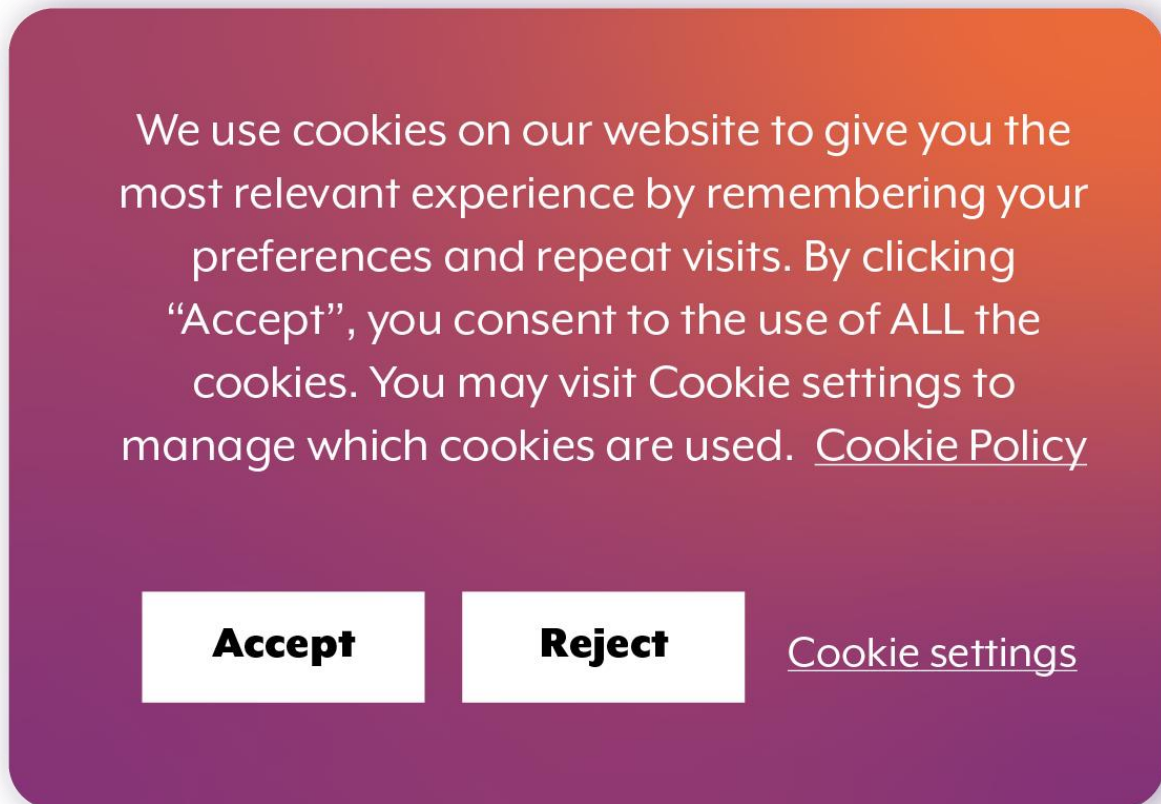 We use cookies on our website to give you the
most relevant experience by remembering your
preferences and repeat visits. By clicking
“Accept”, you consent to the use of ALL the
cookies. You may visit Cookie settings to
manage which cookies are used. Cookie Policy
Accept Reject Cookie settings